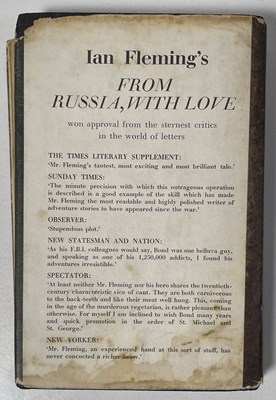 Ian Fleming's
FROM
RUSSIA, WITH LOVE
won approval from the sternest critics
in the world of letters
THE TIMES LITERARY SUPPLEMENT:
'Mr. Fleming's tautest, most exciting and most brilliant tale.'
SUNDAY TIMES:
'The minute precision with which this outrageous operation
is described is a good example of the skill which has made
Mr. Fleming the most readable and highly polished writer of
adventure stories to have appeared since the war.'
OBSERVER:
'Stupendous plot.'
NEW STATESMAN AND NATION:
'As his F.B.I. colleagues would say, Bond was one helluva guy,
and speaking as one of his 1,250,000 addicts, I found his
adventures irresistible.'
SPECTATOR:
'At least neither Mr. Fleming nor his hero shares the twentieth-
century characteristic vice of cant. They are both carnivorous
to the back-teeth and like their meat well hung. This, coming
in the age of the murderous vegetarian, is rather pleasant than
otherwise. For myself I am inclined to wish Bond many years
and quick promotion in the order of St. Michael and
St. George.'
NEW YORKER:
'Mr. Fleming, an experienced hand at this sort of stuff, has
never concocted a richer brew.'